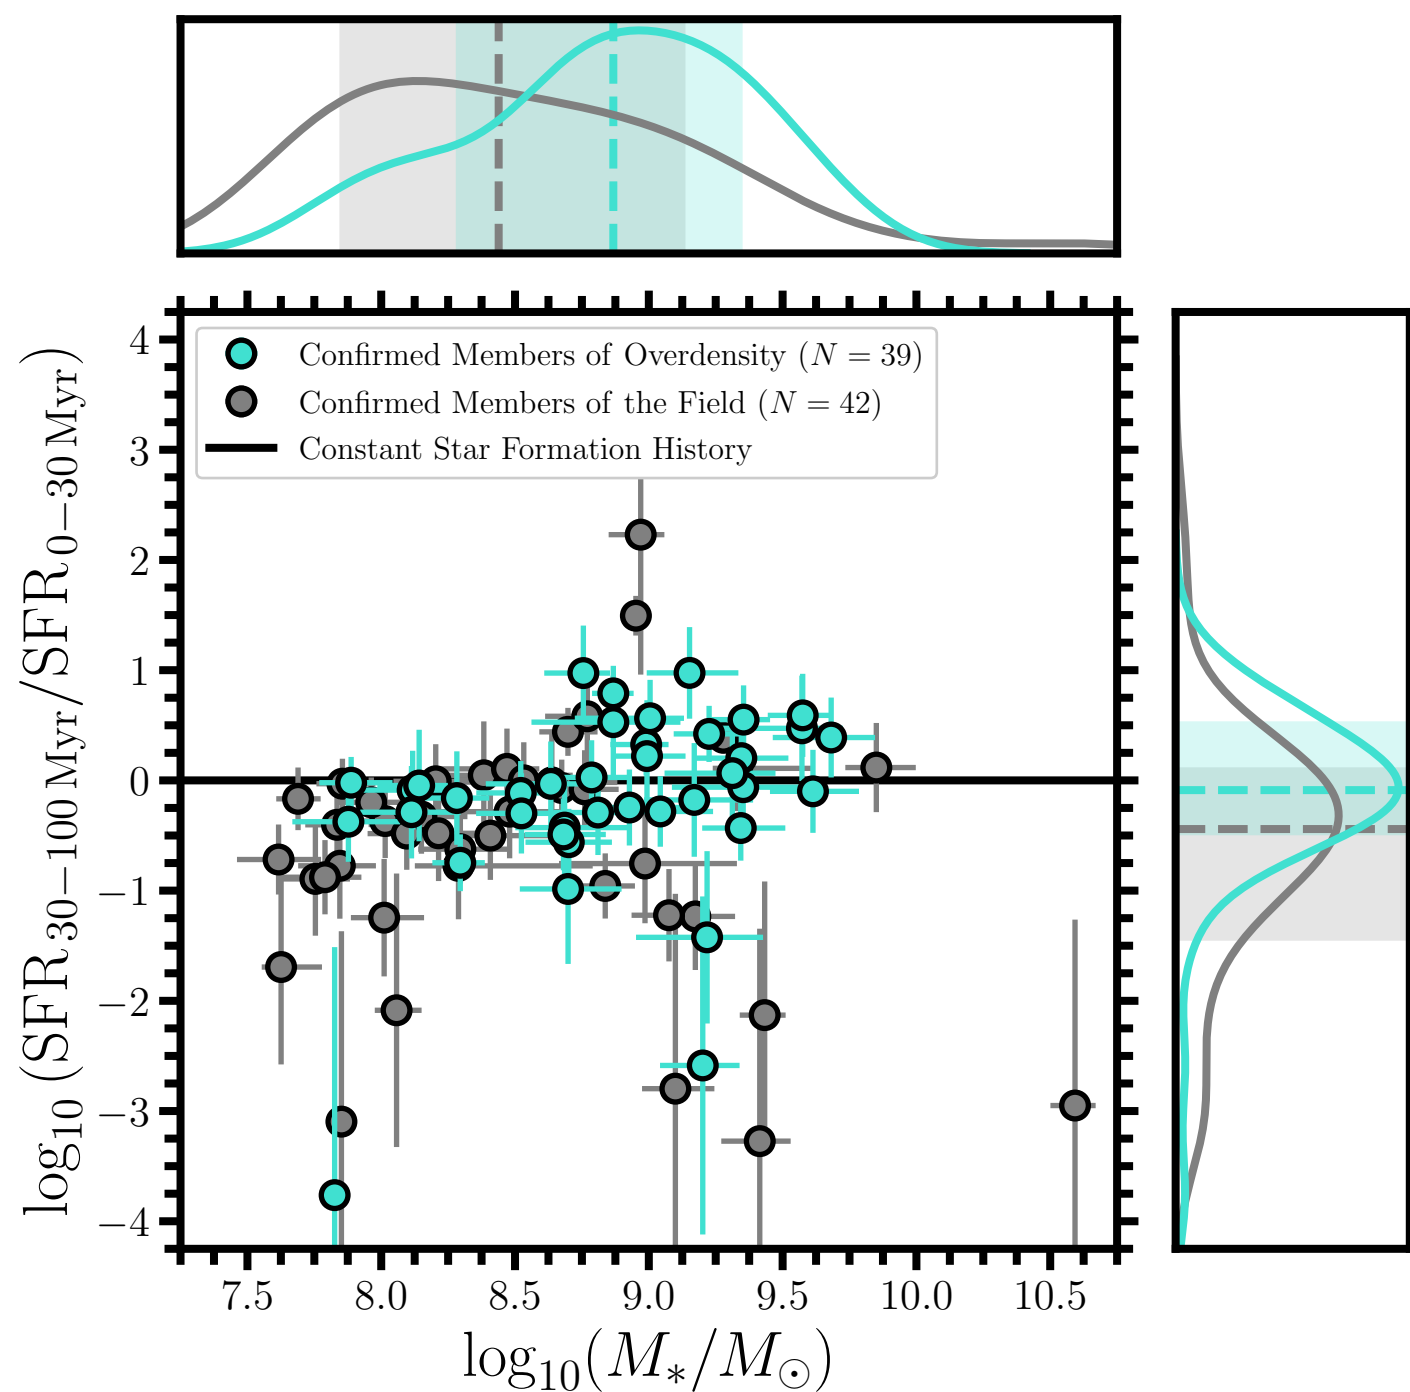 Confirmed Members of Overdensity (N = 39)
Confirmed Members of the Field (N = 42)
Constant Star Formation History
4
3
2
1
0
−1
−2
−3
−4
log₁₀ (SFR₃₀₋₁₀₀ Myr/SFR₀₋₃₀ Myr)
7.5 8.0 8.5 9.0 9.5 10.0 10.5
log₁₀(M∗/M⊙)